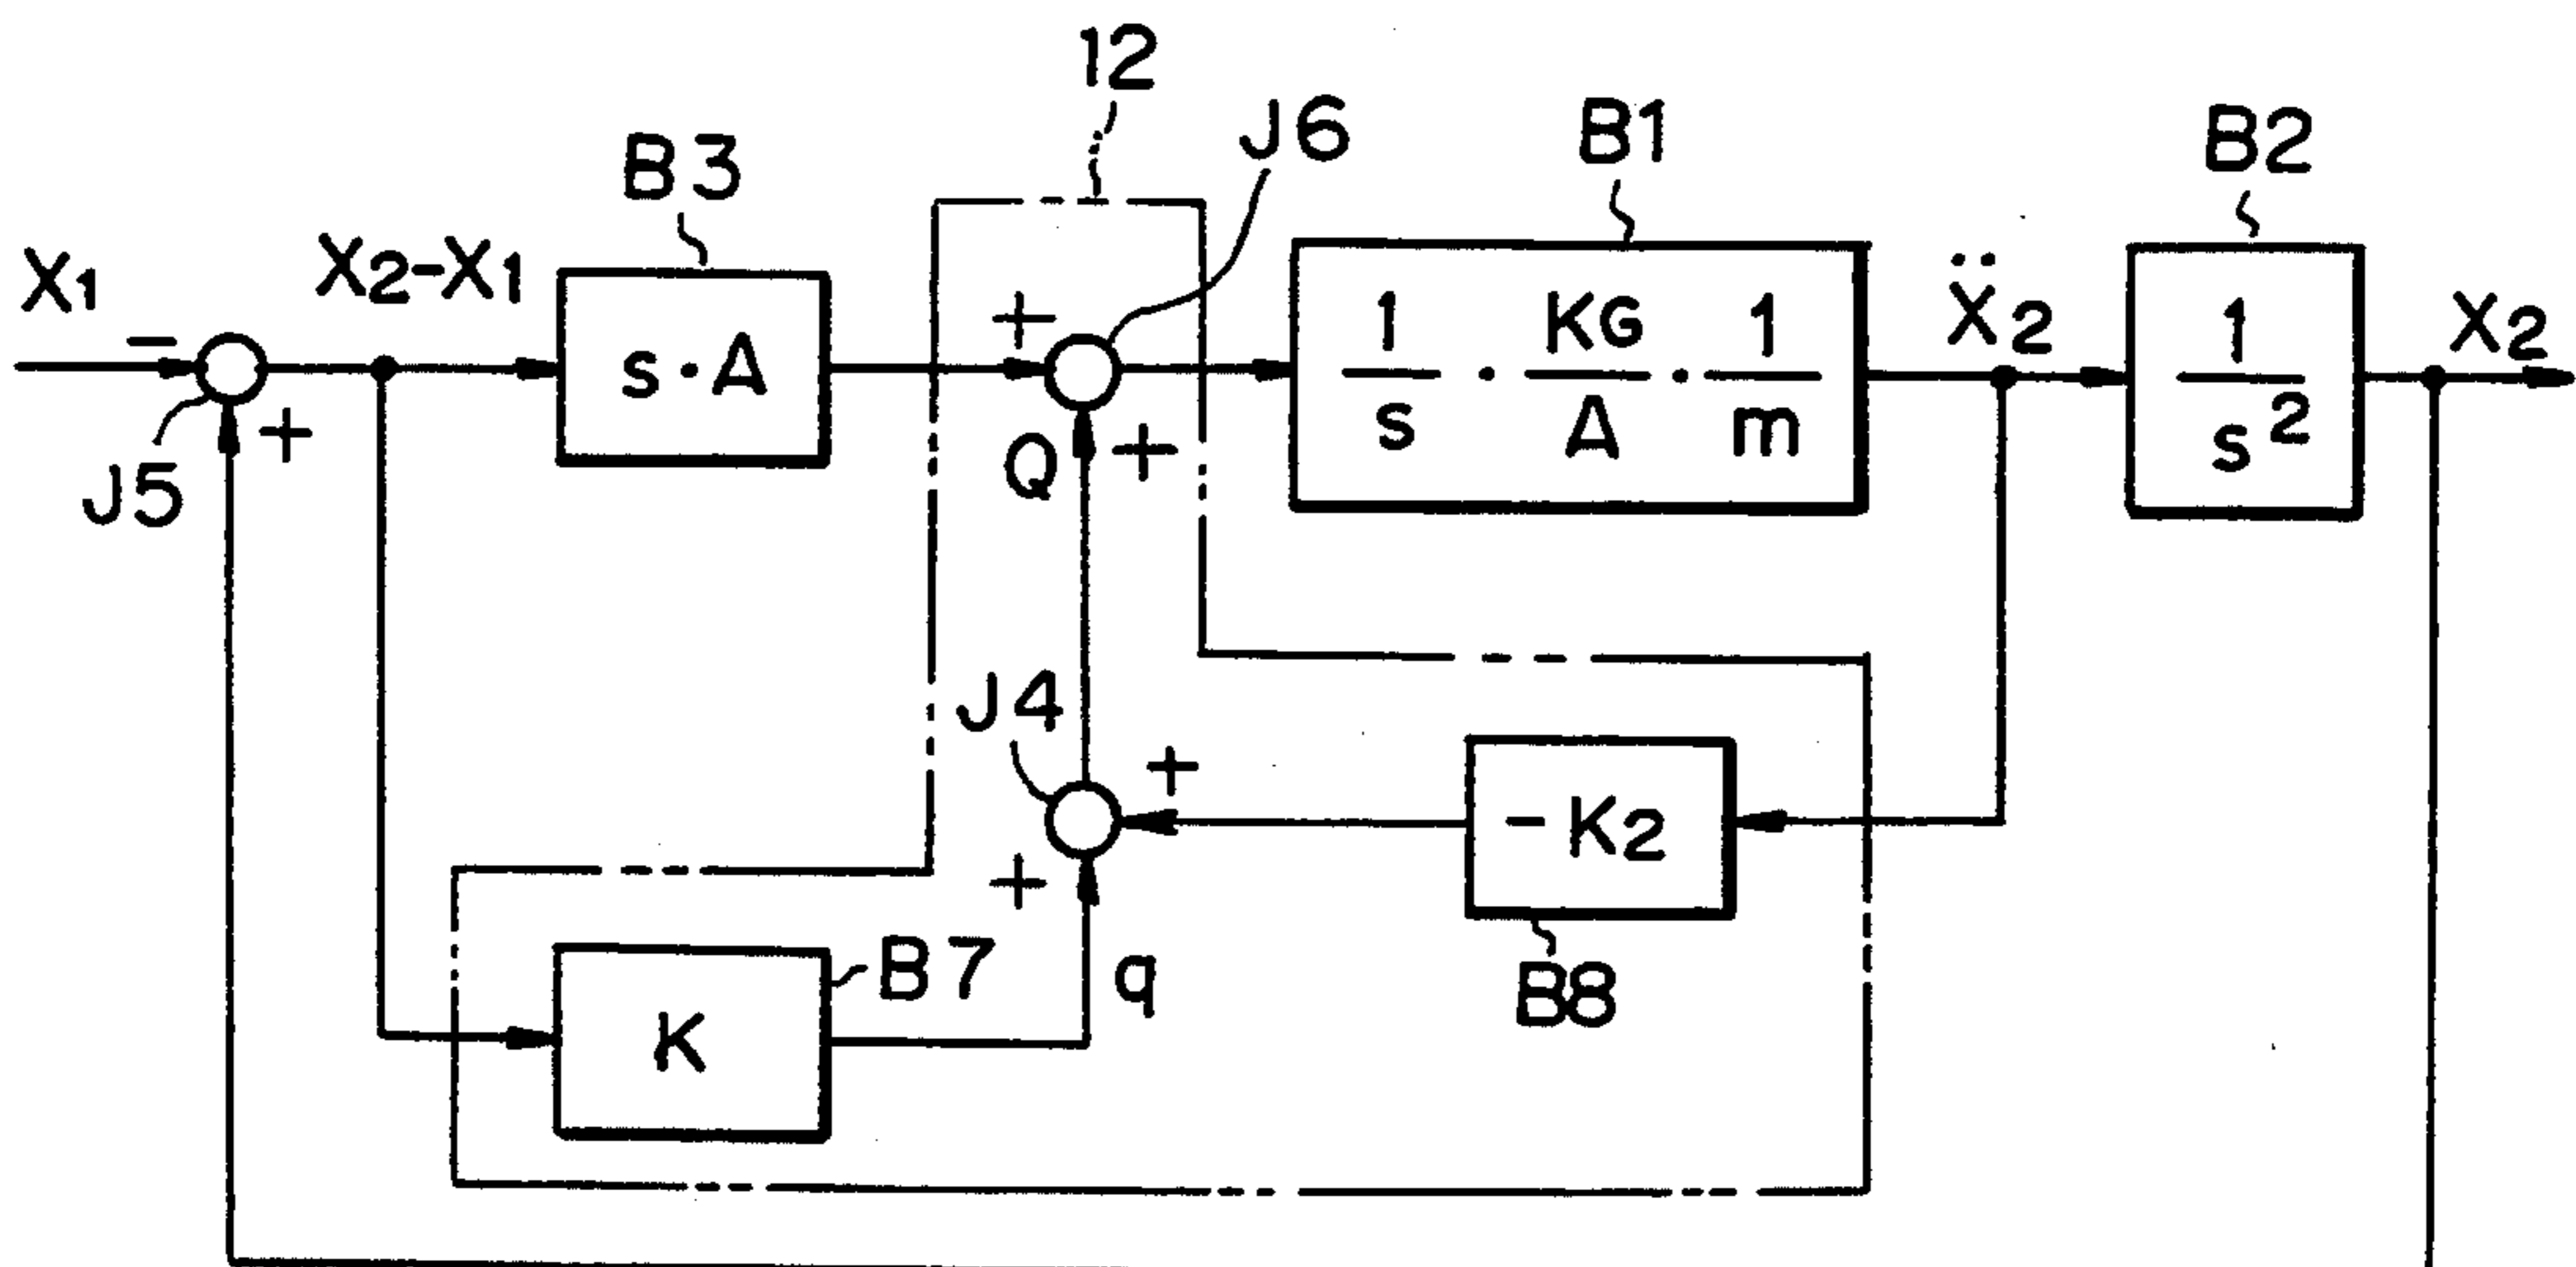 12
J6
B1
B2
B3
X1
-
X2-X1
s·A
+
1/s · KG/A · 1/m
Ẍ2
1/s²
X2
J5
+
Q
+
J4
+
-K2
+
B7
q
B8
K